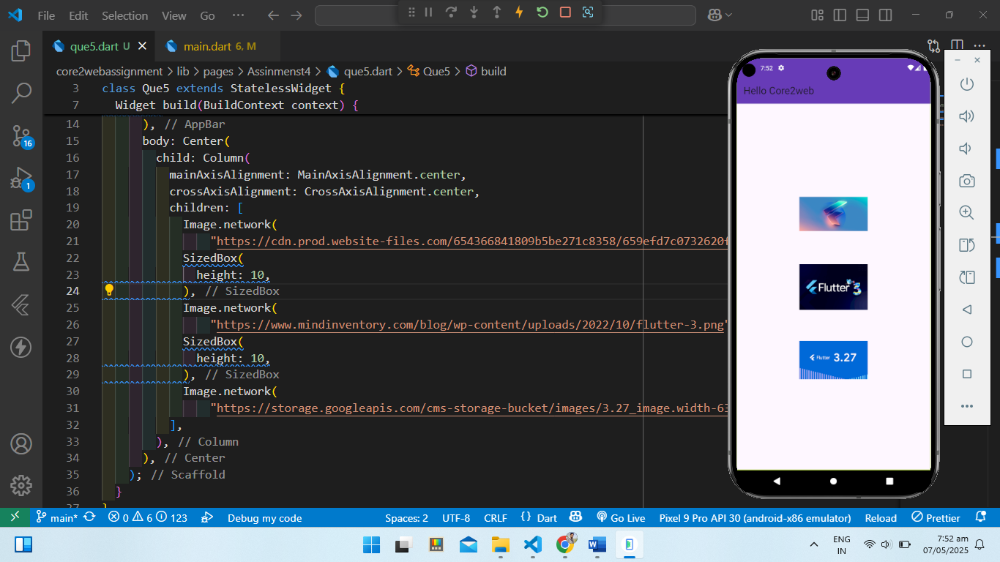 File Edit Selection View Go ...
que5.dart U
main.dart 6, M
core2webassignment > lib > pages > Assinmenst4 > que5.dart > Que5 > build
3 class Que5 extends StatelessWidget {
7 Widget build(BuildContext context) {
14 ), // AppBar
15 body: Center(
16 child: Column(
17 mainAxisAlignment: MainAxisAlignment.center,
18 crossAxisAlignment: CrossAxisAlignment.center,
19 children: [
20 Image.network(
21 "https://cdn.prod.website-files.com/654366841809b5be271c8358/659efd7c0732620f
22 SizedBox(
23 height: 10,
24 ), // SizedBox
25 Image.network(
26 "https://www.mindinventory.com/blog/wp-content/uploads/2022/10/flutter-3.png"
27 SizedBox(
28 height: 10,
29 ), // SizedBox
30 Image.network(
31 "https://storage.googleapis.com/cms-storage-bucket/images/3.27_image.width-63
32 ],
33 ), // Column
34 ), // Center
35 ); // Scaffold
36 }
37 }
16
1
7:52
Hello Core2web
Flutter 3
Flutter 3.27
main* 0 6 123 Debug my code Spaces: 2 UTF-8 CRLF {} Dart Go Live Pixel 9 Pro API 30 (android-x86 emulator) Reload Prettier
ENG
IN
7:52 am
07/05/2025